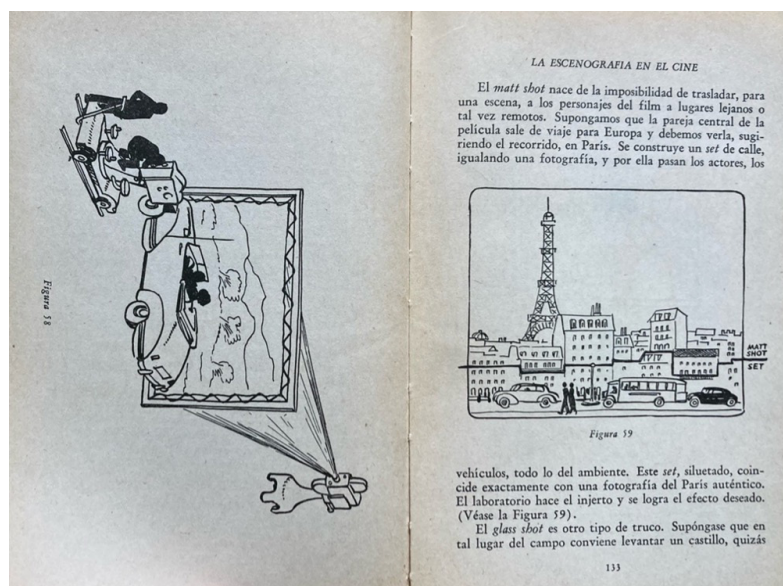 Figura 58
LA ESCENOGRAFIA EN EL CINE
El matt shot nace de la imposibilidad de trasladar, para
una escena, a los personajes del film a lugares lejanos o
tal vez remotos. Supongamos que la pareja central de la
película sale de viaje para Europa y debemos verla, sugi-
riendo el recorrido, en París. Se construye un set de calle,
igualando una fotografía, y por ella pasan los actores, los
MATT
SHOT
SET
Figura 59
vehículos, todo lo del ambiente. Este set, siluetado, coin-
cide exactamente con una fotografía del París auténtico.
El laboratorio hace el injerto y se logra el efecto deseado.
(Véase la Figura 59).
El glass shot es otro tipo de truco. Supóngase que en
tal lugar del campo conviene levantar un castillo, quizás
133